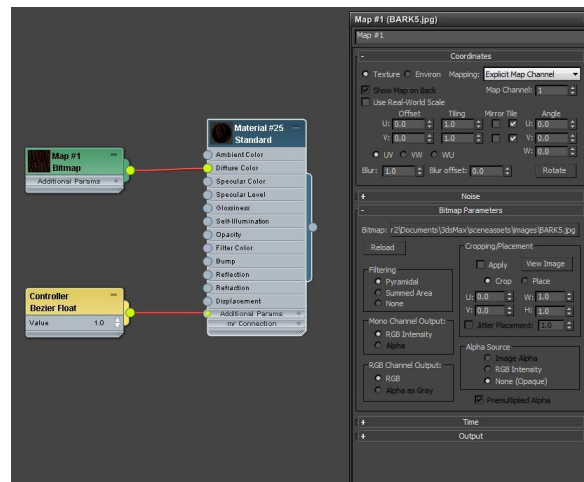 Map #1 (BARK5.jpg)
Map #1
- Coordinates
Texture Environ Mapping: Explicit Map Channel
Show Map on Back Map Channel: 1
Use Real-World Scale
Offset Tiling Mirror Tile Angle
U: 0.0 1.0 U: 0.0
V: 0.0 1.0 V: 0.0
W: 0.0
UV VW WU
Blur: 1.0 Blur offset: 0.0 Rotate
+ Noise
- Bitmap Parameters
Bitmap: r2\Documents\3dsMax\sceneassets\images\BARK5.jpg
Reload
Cropping/Placement
Apply View Image
Crop Place
U: 0.0 W: 1.0
V: 0.0 H: 1.0
Jitter Placement: 1.0
Filtering
Pyramidal
Summed Area
None
Mono Channel Output:
RGB Intensity
Alpha
RGB Channel Output:
RGB
Alpha as Gray
Alpha Source
Image Alpha
RGB Intensity
None (Opaque)
Premultiplied Alpha
+ Time
+ Output
Map #1
Bitmap
Additional Params +
Controller
Bezier Float
Value 1.0
Material #25
Standard
Ambient Color
Diffuse Color
Specular Color
Specular Level
Glossiness
Self-Illumination
Opacity
Filter Color
Bump
Reflection
Refraction
Displacement
Additional Params +
mr Connection +